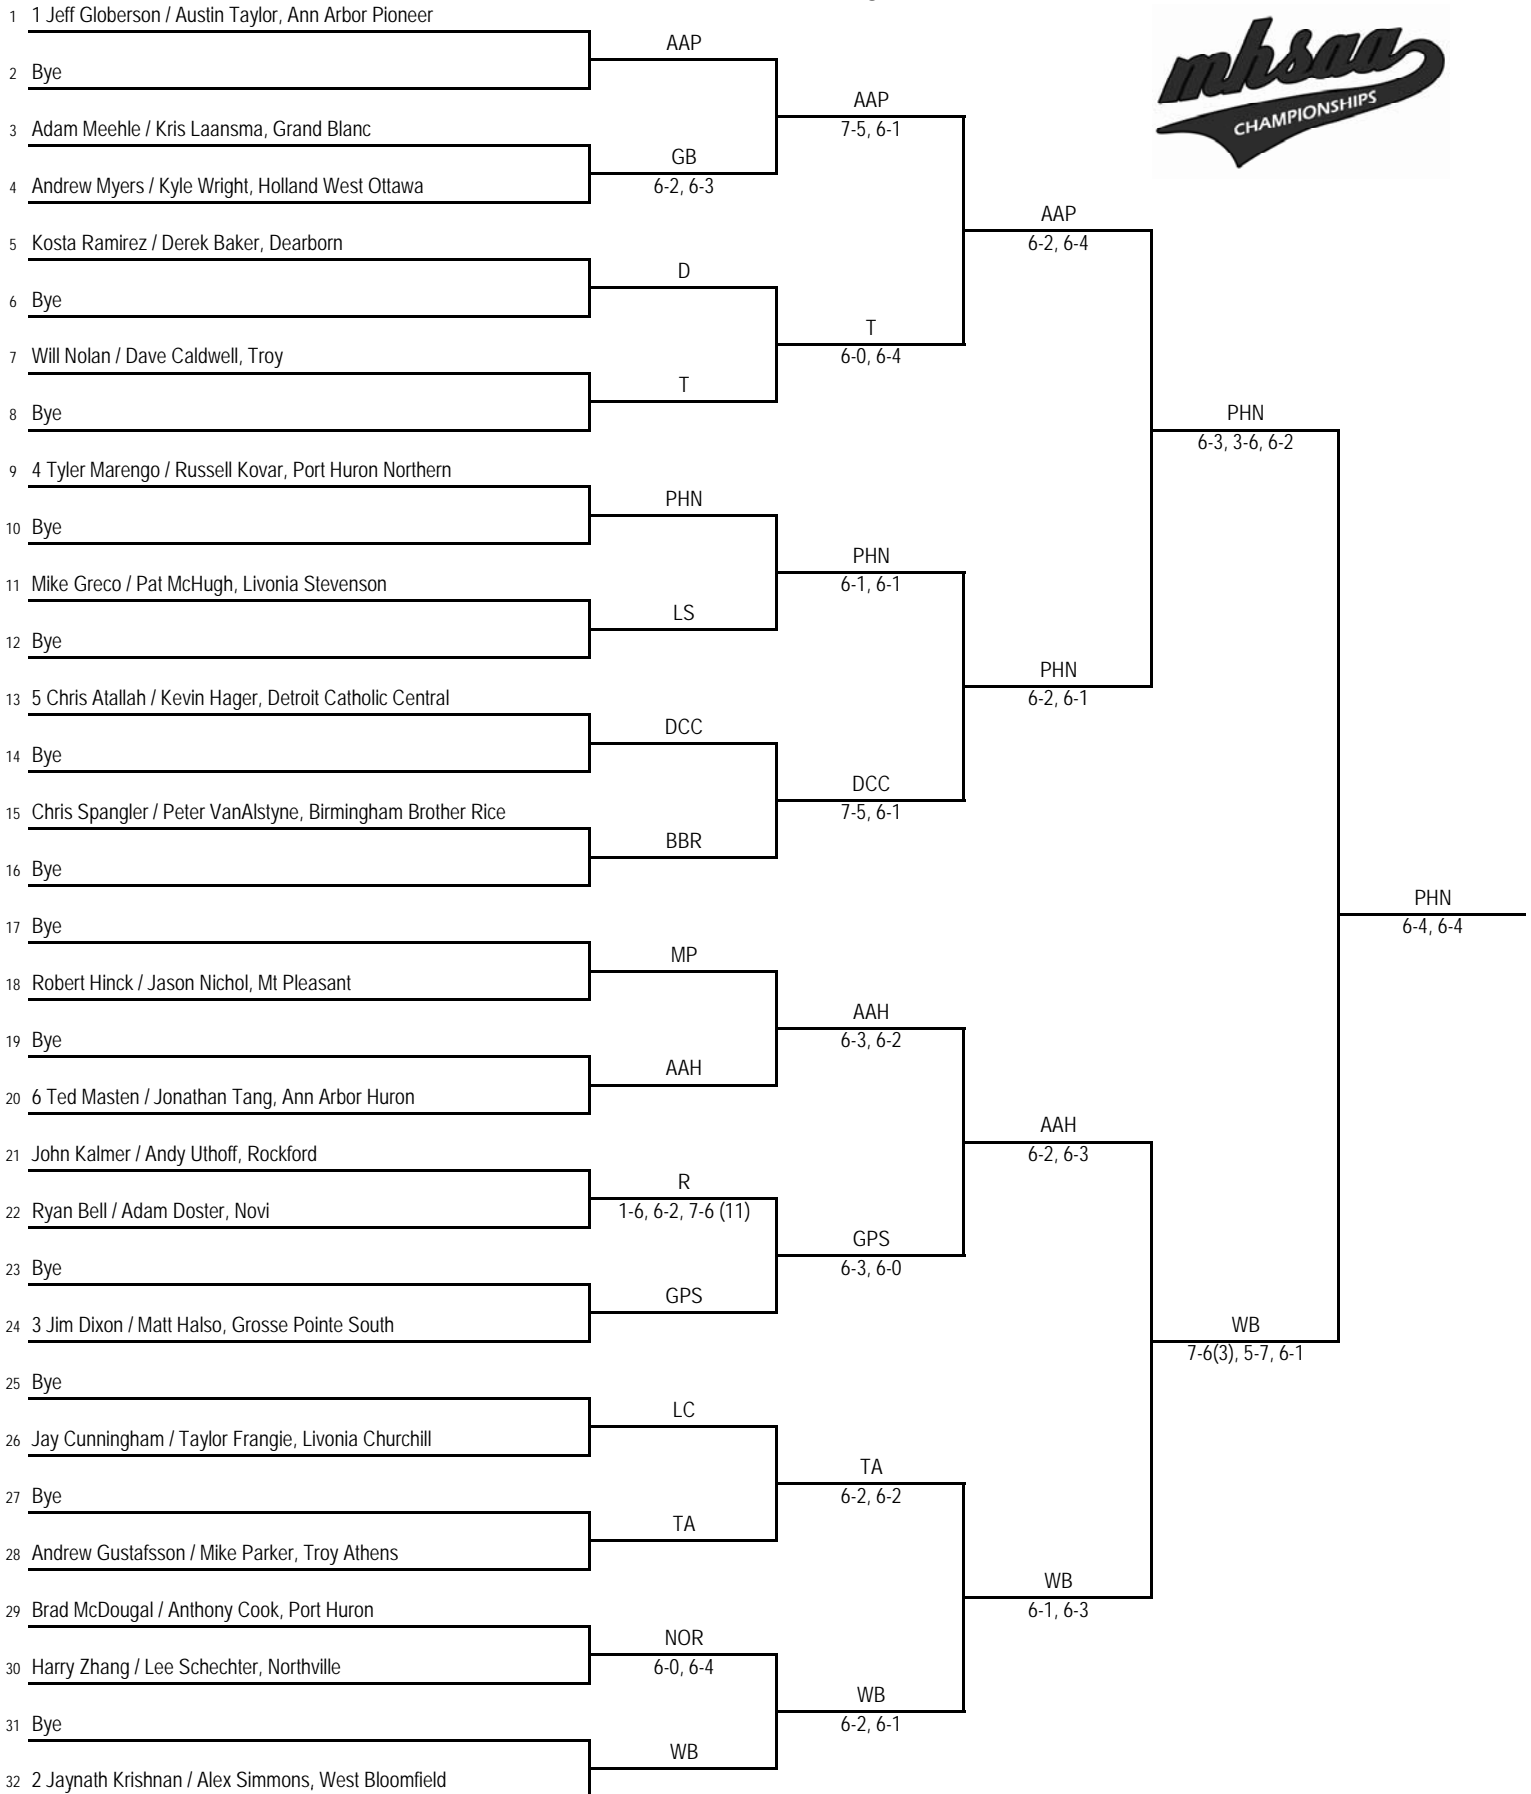 1 1 Jeff Globerson / Austin Taylor, Ann Arbor Pioneer
mhsaa
CHAMPIONSHIPS
AAP
2 Bye
AAP
7-5, 6-1
3 Adam Meehle / Kris Laansma, Grand Blanc
GB
6-2, 6-3
4 Andrew Myers / Kyle Wright, Holland West Ottawa
AAP
6-2, 6-4
5 Kosta Ramirez / Derek Baker, Dearborn
D
6 Bye
T
6-0, 6-4
7 Will Nolan / Dave Caldwell, Troy
T
8 Bye
PHN
6-3, 3-6, 6-2
9 4 Tyler Marengo / Russell Kovar, Port Huron Northern
PHN
10 Bye
PHN
6-1, 6-1
11 Mike Greco / Pat McHugh, Livonia Stevenson
LS
12 Bye
PHN
6-2, 6-1
13 5 Chris Atallah / Kevin Hager, Detroit Catholic Central
DCC
14 Bye
DCC
7-5, 6-1
15 Chris Spangler / Peter VanAlstyne, Birmingham Brother Rice
BBR
16 Bye
PHN
6-4, 6-4
17 Bye
MP
18 Robert Hinck / Jason Nichol, Mt Pleasant
AAH
6-3, 6-2
19 Bye
AAH
20 6 Ted Masten / Jonathan Tang, Ann Arbor Huron
AAH
6-2, 6-3
21 John Kalmer / Andy Uthoff, Rockford
R
1-6, 6-2, 7-6 (11)
22 Ryan Bell / Adam Doster, Novi
GPS
6-3, 6-0
23 Bye
GPS
24 3 Jim Dixon / Matt Halso, Grosse Pointe South
WB
7-6(3), 5-7, 6-1
25 Bye
LC
26 Jay Cunningham / Taylor Frangie, Livonia Churchill
TA
6-2, 6-2
27 Bye
TA
28 Andrew Gustafsson / Mike Parker, Troy Athens
WB
6-1, 6-3
29 Brad McDougal / Anthony Cook, Port Huron
NOR
6-0, 6-4
30 Harry Zhang / Lee Schechter, Northville
WB
6-2, 6-1
31 Bye
WB
32 2 Jaynath Krishnan / Alex Simmons, West Bloomfield